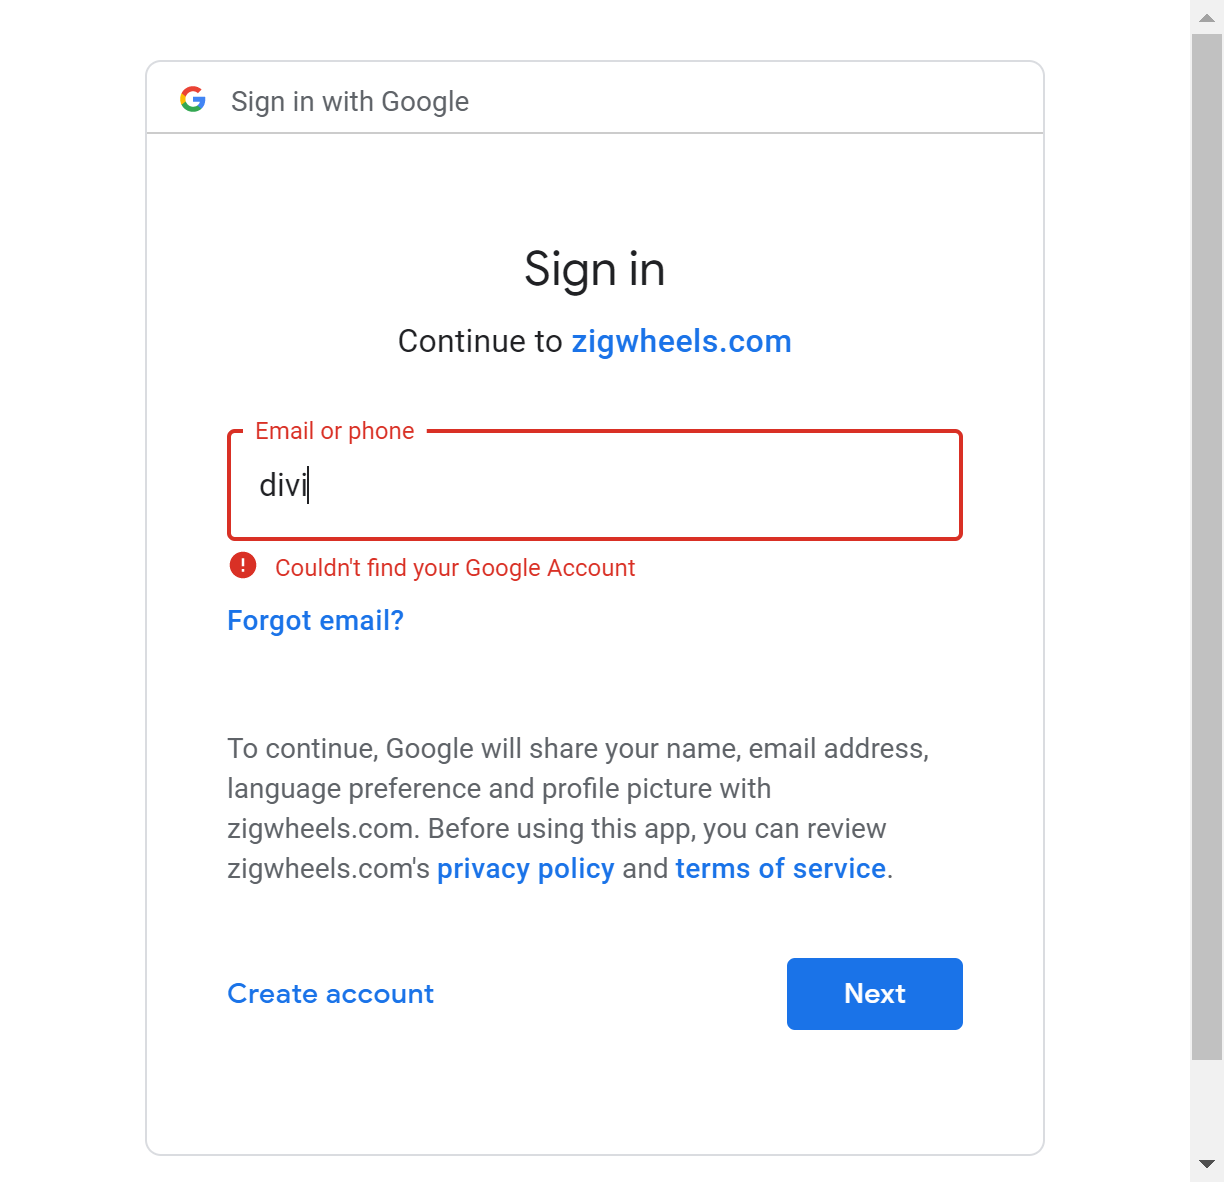 Sign in with Google
Sign in
Continue to zigwheels.com
Email or phone
divi
Couldn't find your Google Account
Forgot email?
To continue, Google will share your name, email address,
language preference and profile picture with
zigwheels.com. Before using this app, you can review
zigwheels.com's privacy policy and terms of service.
Create account
Next